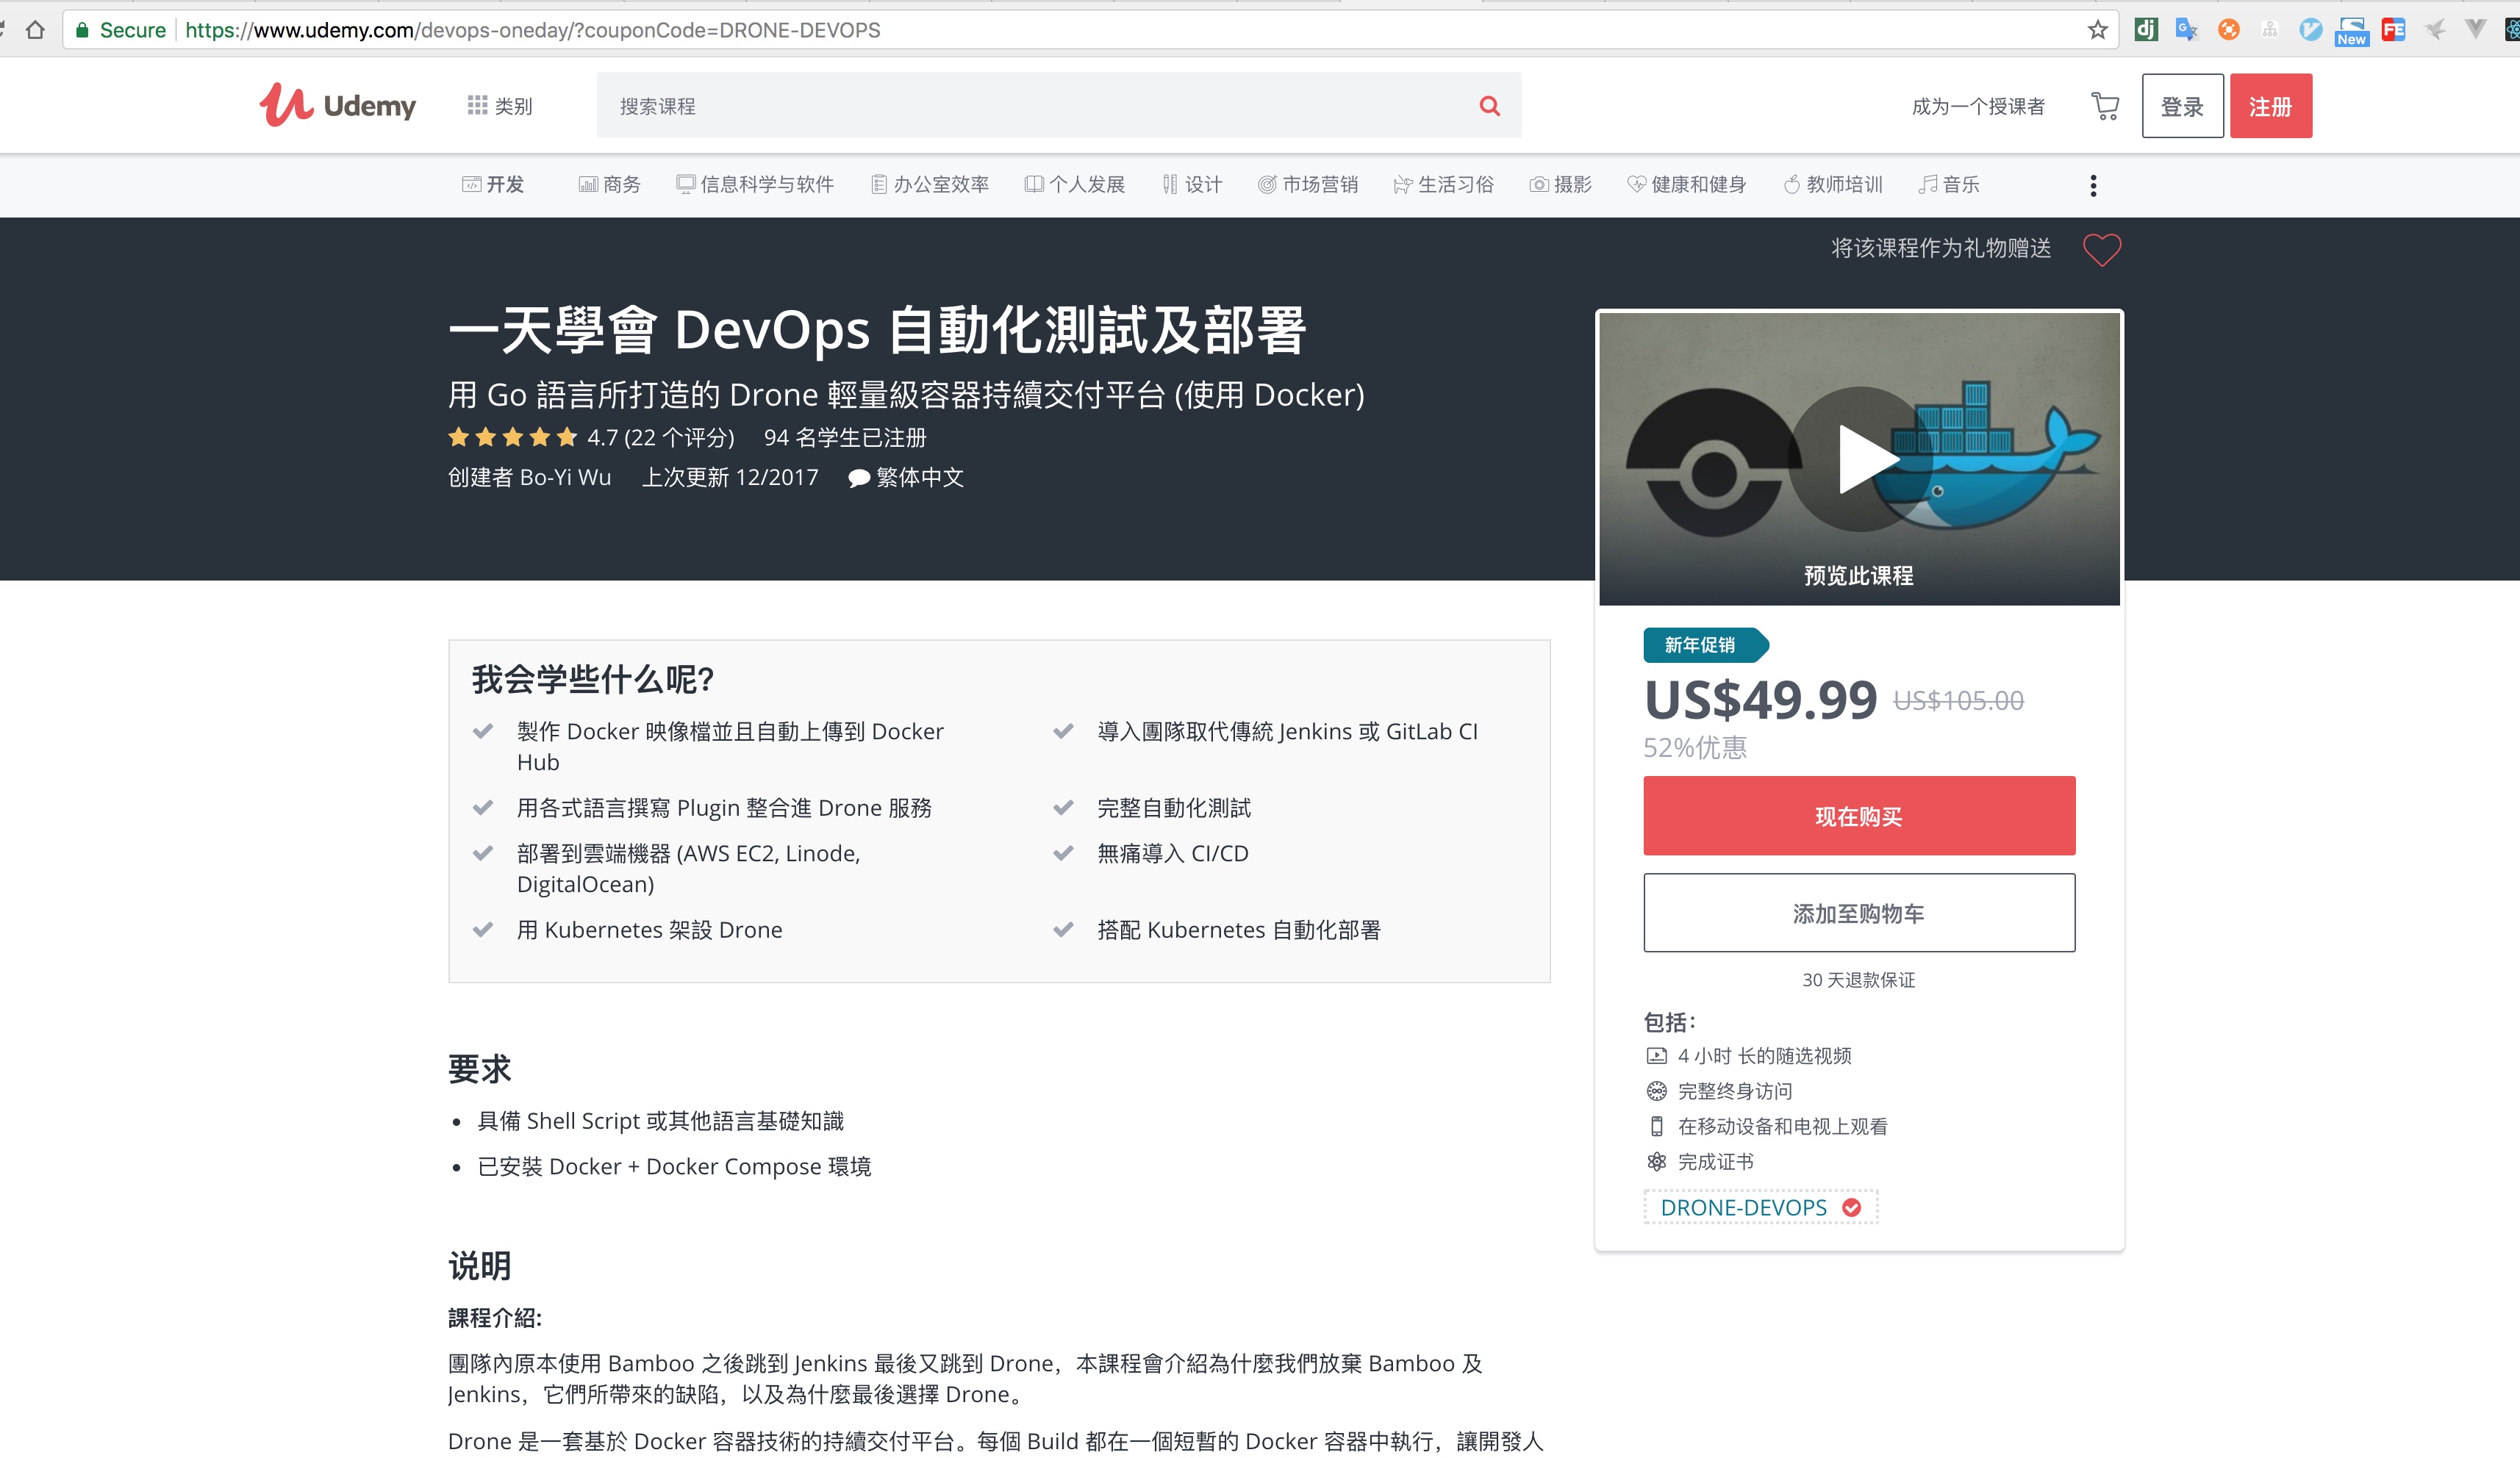 Secure https://www.udemy.com/devops-oneday/?couponCode=DRONE-DEVOPS
dj
G
New
FE
Udemy
类别
搜索课程
成为一个授课者
登录
注册
开发
商务
信息科学与软件
办公室效率
个人发展
设计
市场营销
生活习俗
摄影
健康和健身
教师培训
音乐
将该课程作为礼物赠送
一天學會 DevOps 自動化測試及部署
用 Go 語言所打造的 Drone 輕量級容器持續交付平台 (使用 Docker)
4.7 (22 个评分) 94 名学生已注册
创建者 Bo-Yi Wu 上次更新 12/2017 繁体中文
预览此课程
新年促销
US$49.99 US$105.00
52%优惠
现在购买
添加至购物车
30 天退款保证
包括：
4 小时 长的随选视频
完整终身访问
在移动设备和电视上观看
完成证书
DRONE-DEVOPS
我会学些什么呢?
製作 Docker 映像檔並且自動上傳到 Docker
Hub
導入團隊取代傳統 Jenkins 或 GitLab CI
用各式語言撰寫 Plugin 整合進 Drone 服務
完整自動化測試
部署到雲端機器 (AWS EC2, Linode,
DigitalOcean)
無痛導入 CI/CD
用 Kubernetes 架設 Drone
搭配 Kubernetes 自動化部署
要求
具備 Shell Script 或其他語言基礎知識
已安裝 Docker + Docker Compose 環境
说明
課程介紹:
團隊內原本使用 Bamboo 之後跳到 Jenkins 最後又跳到 Drone，本課程會介紹為什麼我們放棄 Bamboo 及
Jenkins，它們所帶來的缺陷，以及為什麼最後選擇 Drone。
Drone 是一套基於 Docker 容器技術的持續交付平台。每個 Build 都在一個短暫的 Docker 容器中執行，讓開發人